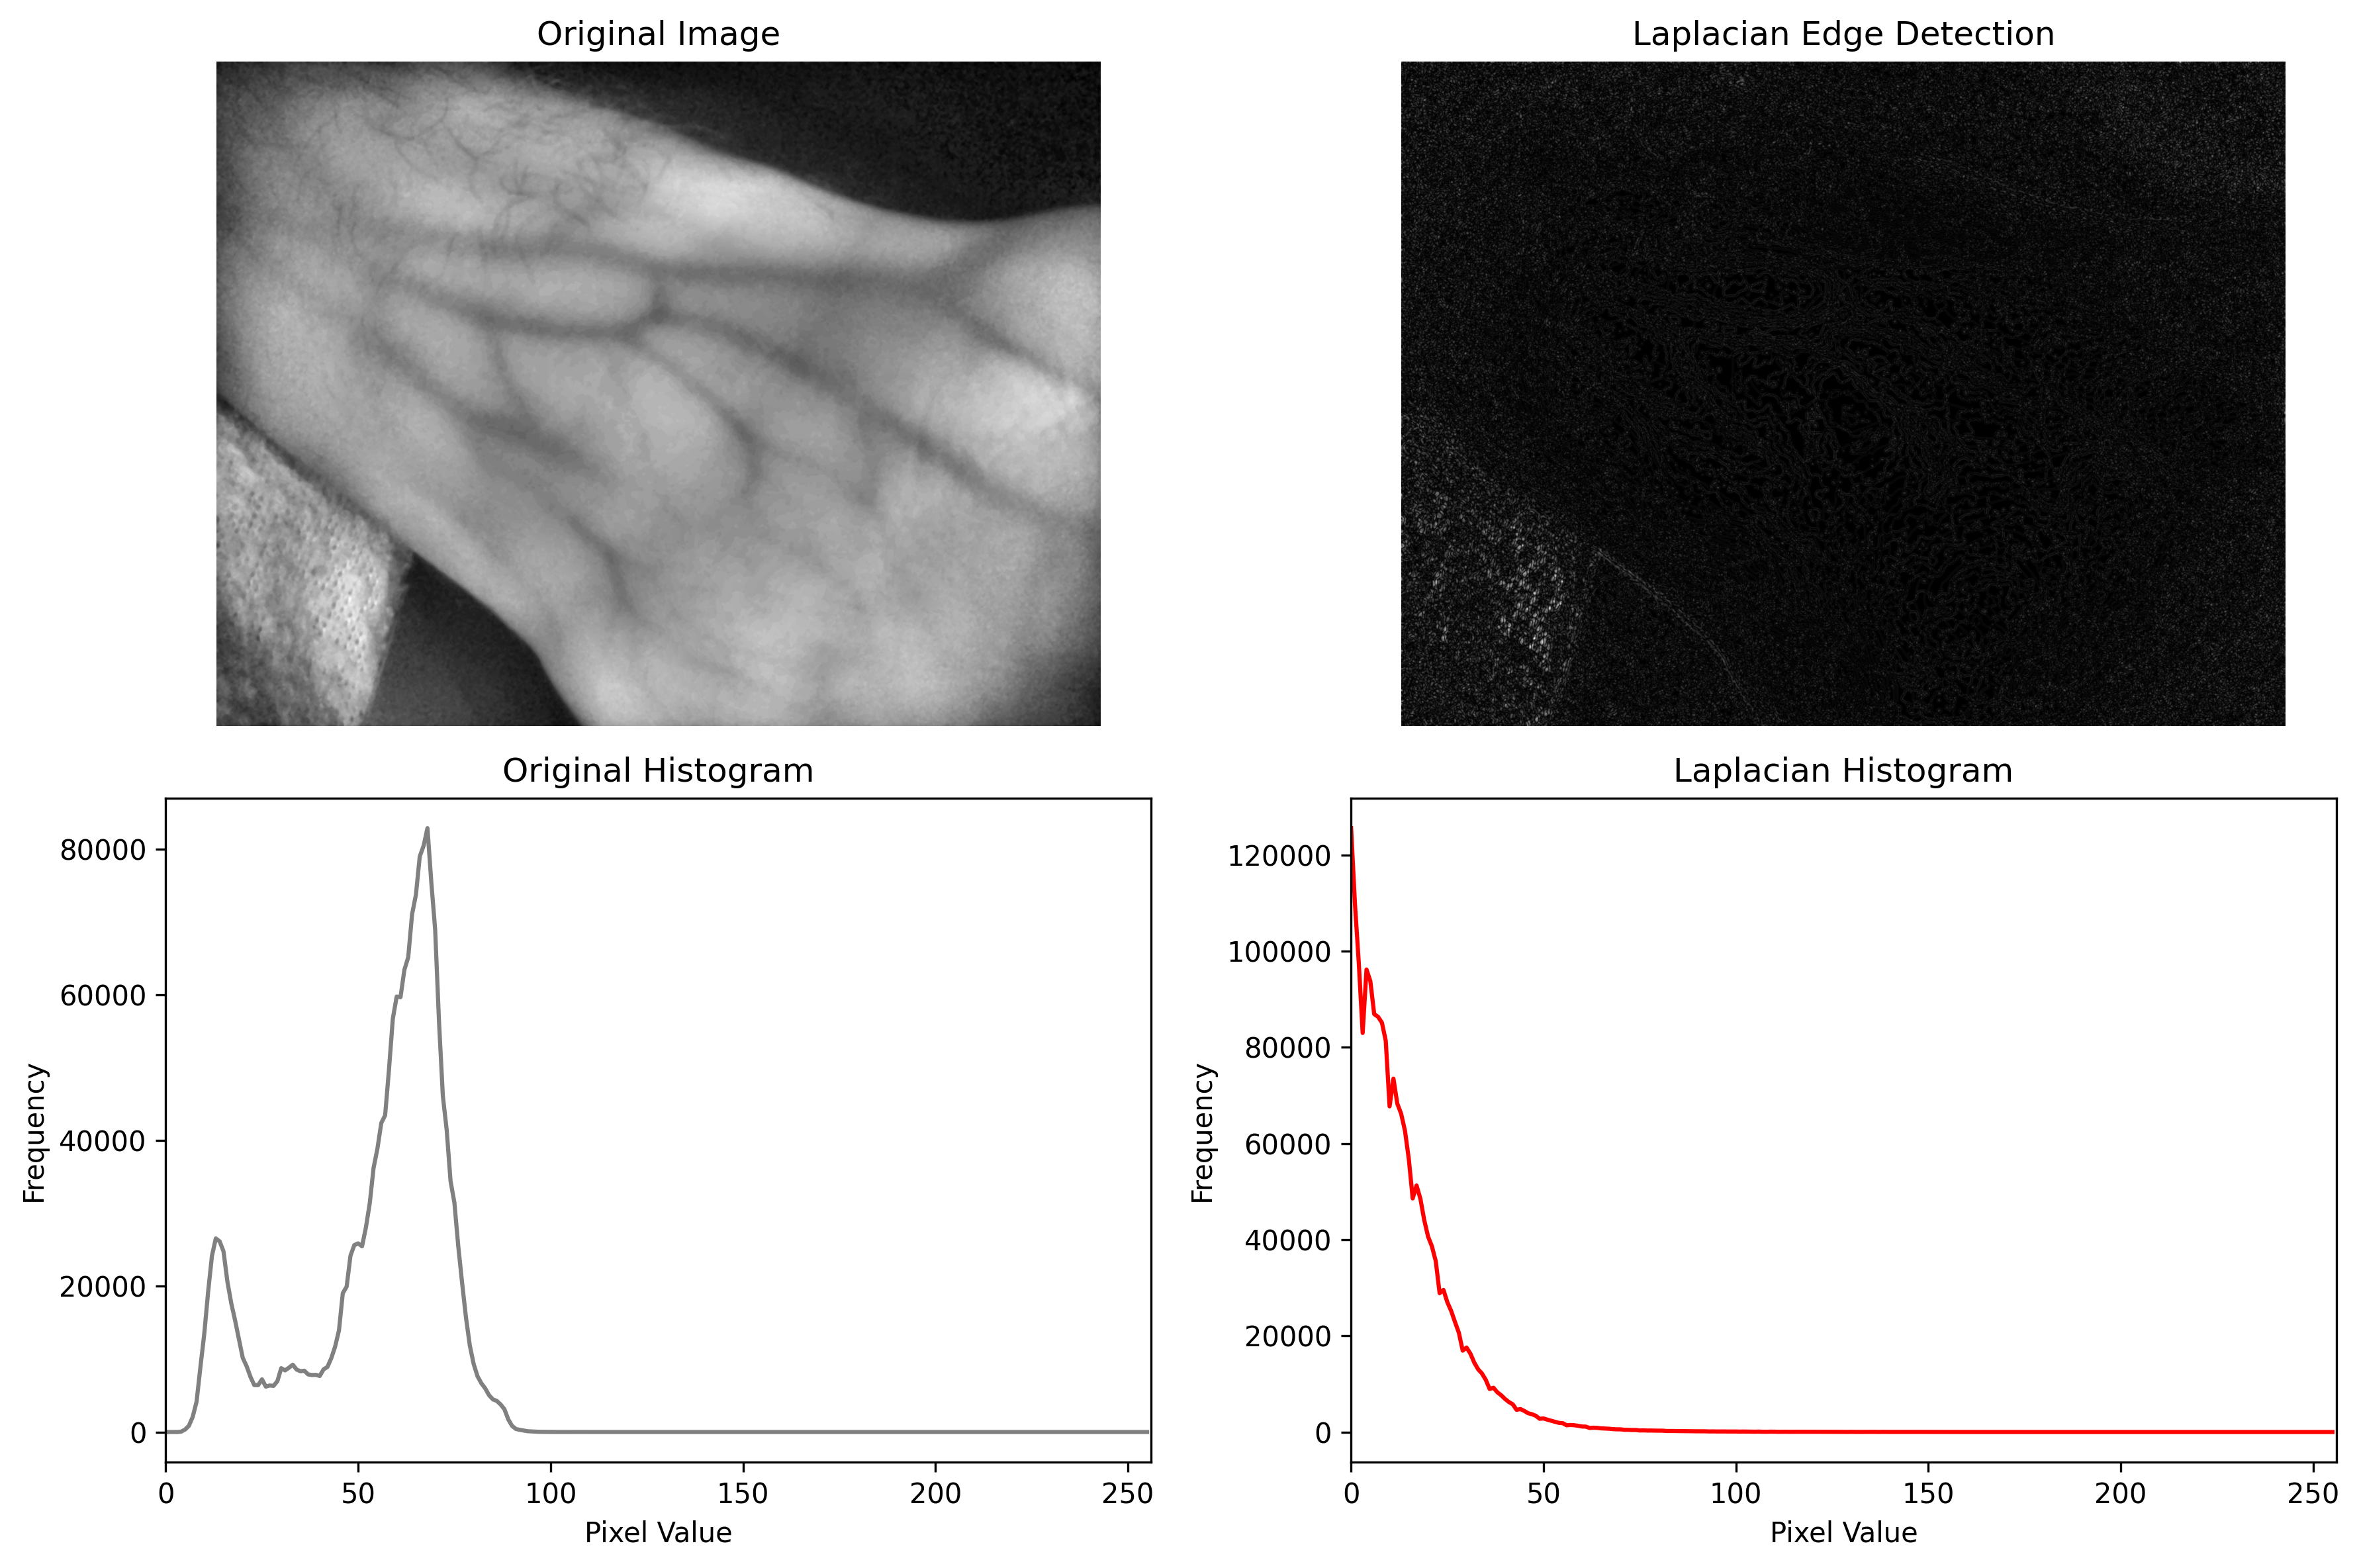 Original Image
Laplacian Edge Detection
Original Histogram
Frequency
80000
60000
40000
20000
0
0 50 100 150 200 250
Pixel Value
Laplacian Histogram
Frequency
120000
100000
80000
60000
40000
20000
0
0 50 100 150 200 250
Pixel Value